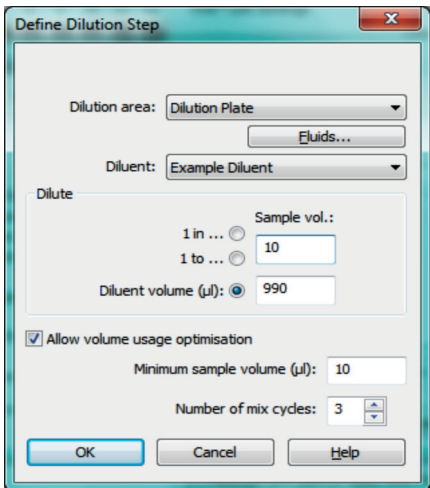 Define Dilution Step
Dilution area: Dilution Plate
Fluids...
Diluent: Example Diluent
Dilute
Sample vol.:
1 in ...
10
1 to ...
Diluent volume (µl): 990
Allow volume usage optimisation
Minimum sample volume (µl): 10
Number of mix cycles: 3
OK Cancel Help